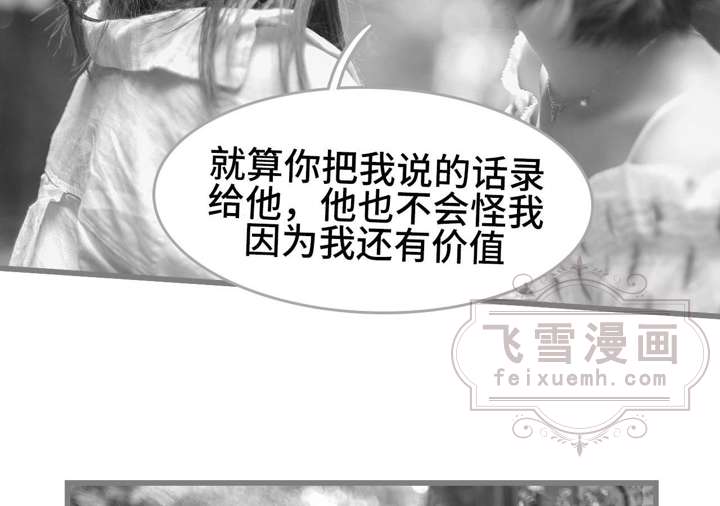 就算你把我说的话录
给他，他也不会怪我
因为我还有价值
飞雪漫画
feixuemh.com